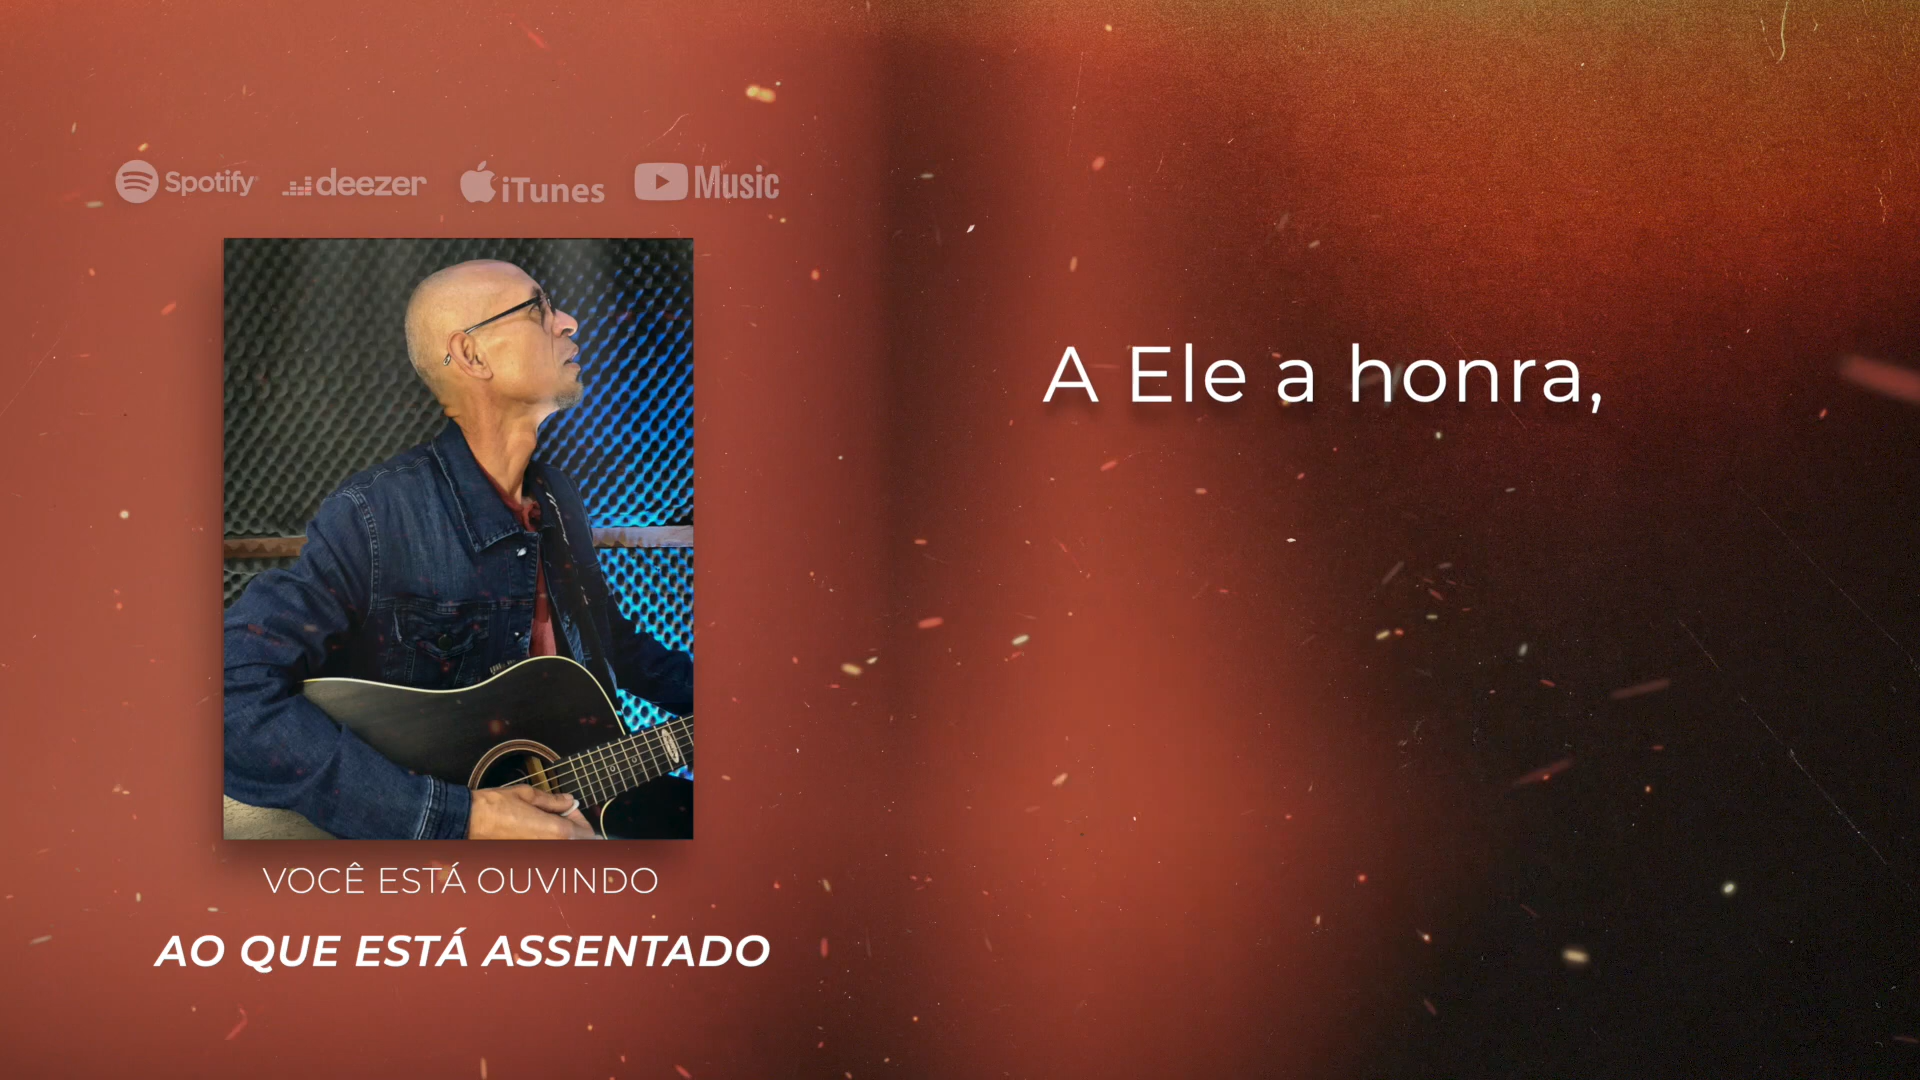 Spotify
deezer
iTunes
Music
A Ele a honra,
VOCÊ ESTÁ OUVINDO
AO QUE ESTÁ ASSENTADO